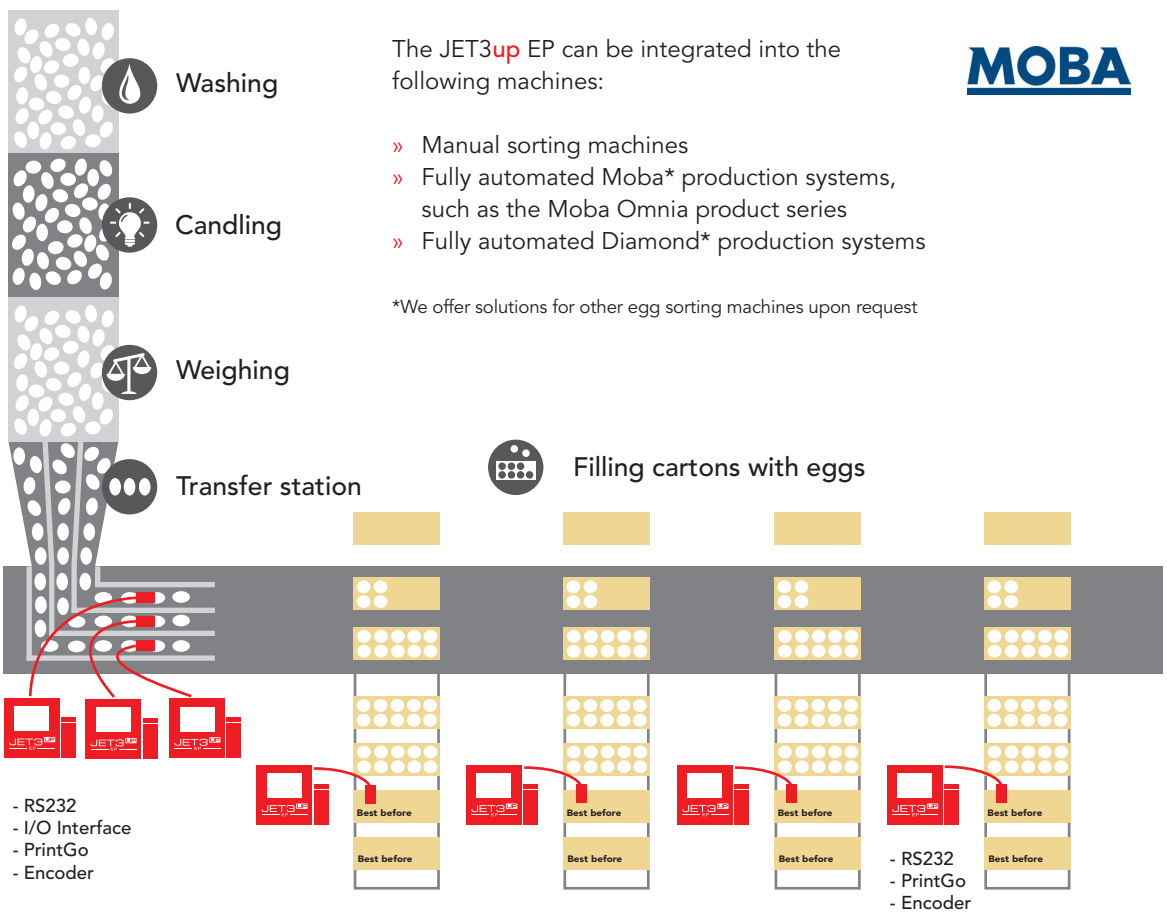 Washing
The JET3up EP can be integrated into the
following machines:
MOBA
» Manual sorting machines
» Fully automated Moba* production systems,
such as the Moba Omnia product series
» Fully automated Diamond* production systems
Candling
*We offer solutions for other egg sorting machines upon request
Weighing
Transfer station
Filling cartons with eggs
JET3UP
EP
JET3UP
EP
JET3UP
EP
- RS232
- I/O Interface
- PrintGo
- Encoder
JET3UP
EP
Best before
Best before
JET3UP
EP
Best before
Best before
JET3UP
EP
Best before
Best before
JET3UP
EP
Best before
Best before
- RS232
- PrintGo
- Encoder